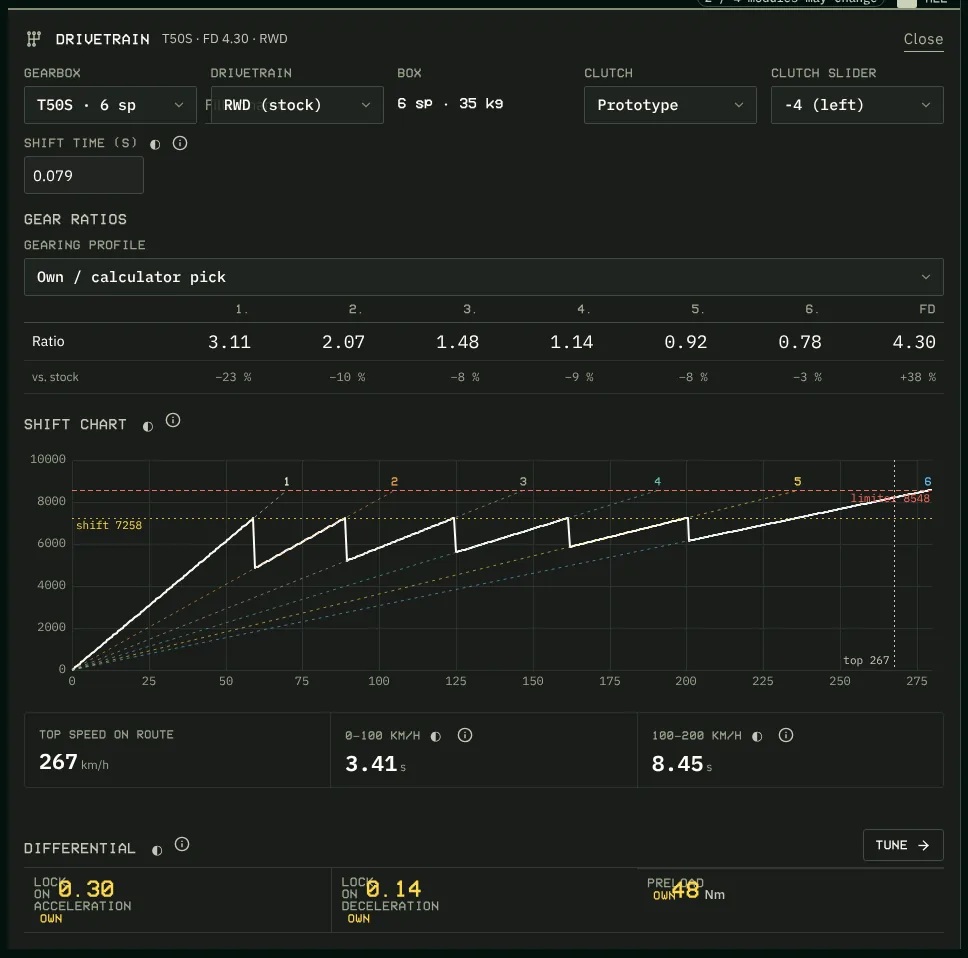 2 / 4 modules may change ALL
DRIVETRAIN T50S · FD 4.30 · RWD Close
GEARBOX DRIVETRAIN BOX CLUTCH CLUTCH SLIDER
T50S · 6 sp RWD (stock) 6 sp · 35 kg Prototype -4 (left)
SHIFT TIME (S)
0.079
GEAR RATIOS
GEARING PROFILE
Own / calculator pick
1. 2. 3. 4. 5. 6. FD
Ratio 3.11 2.07 1.48 1.14 0.92 0.78 4.30
vs. stock −23 % −10 % −8 % −9 % −8 % −3 % +38 %
SHIFT CHART
10000
1 2 3 4 5 6
8000 limiter 8548
shift 7258
6000
4000
2000
top 267
0
0 25 50 75 100 125 150 175 200 225 250 275
TOP SPEED ON ROUTE 0-100 KM/H 100-200 KM/H
267 km/h 3.41 s 8.45 s
DIFFERENTIAL TUNE →
LOCK ON ACCELERATION 0.30 OWN
LOCK ON DECELERATION 0.14 OWN
PRELOAD 48 Nm OWN